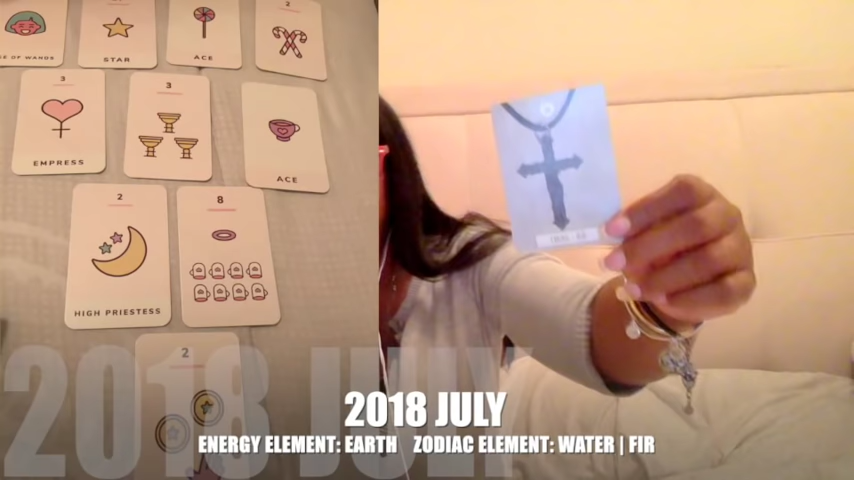 E OF WANDS
STAR
ACE
2
3
EMPRESS
3
ACE
2
HIGH PRIESTESS
8
2
2018 JULY
2018 JULY
ENERGY ELEMENT: EARTH ZODIAC ELEMENT: WATER | FIR